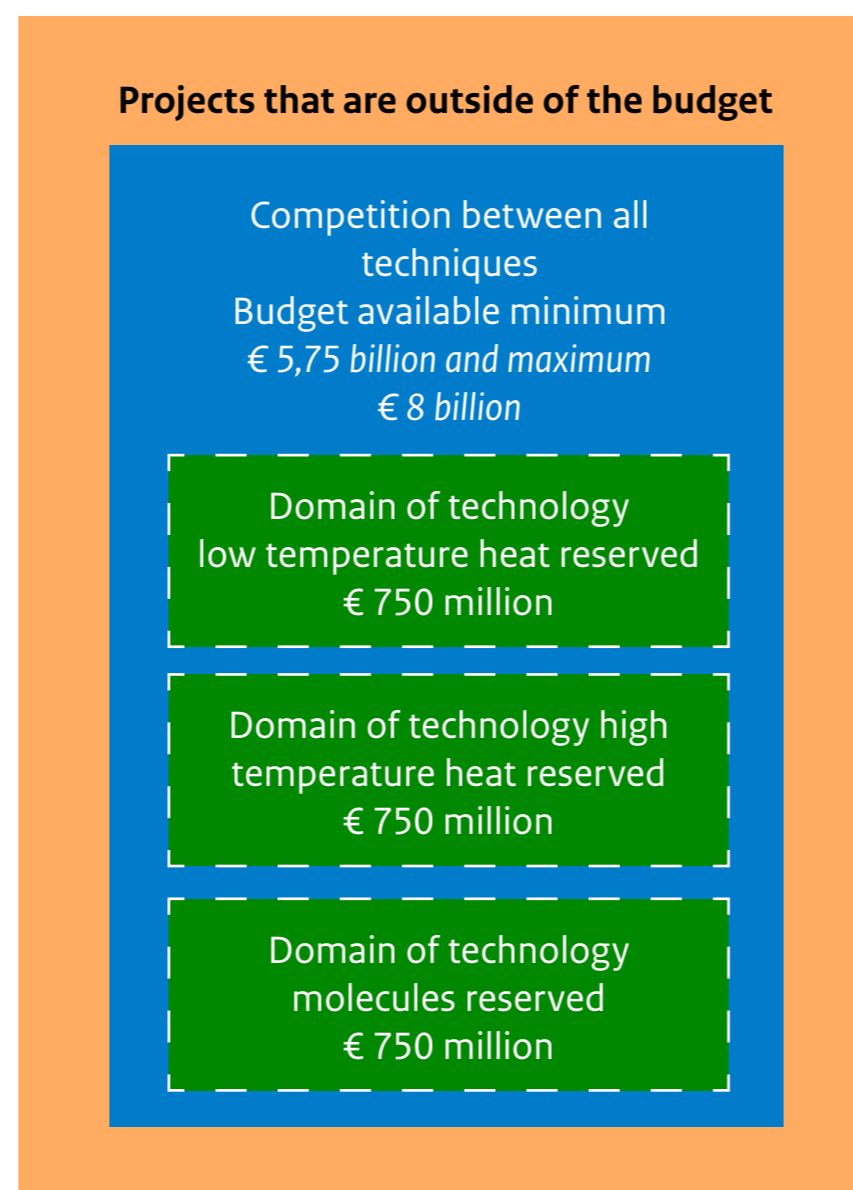 Projects that are outside of the budget
Competition between all
techniques
Budget available minimum
€ 5,75 billion and maximum
€ 8 billion
Domain of technology
low temperature heat reserved
€ 750 million
Domain of technology high
temperature heat reserved
€ 750 million
Domain of technology
molecules reserved
€ 750 million